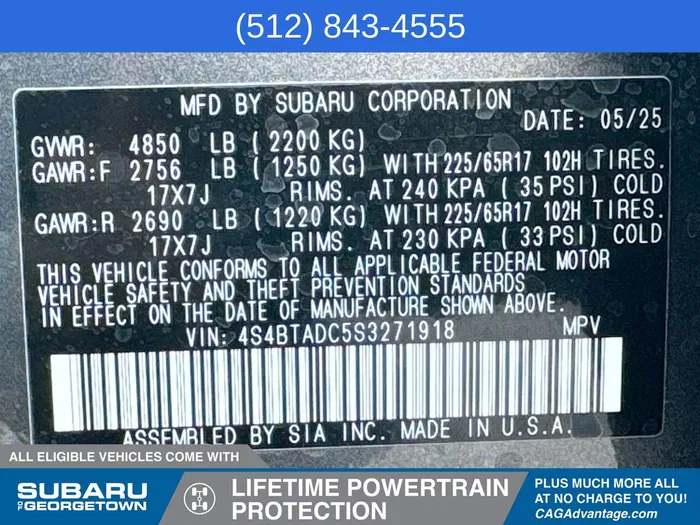 (512) 843-4555
MFD BY SUBARU CORPORATION
DATE: 05/25
GVWR: 4850 LB (2200 KG)
GAWR:F 2756 LB (1250 KG) WITH 225/65R17 102H TIRES.
17X7J RIMS. AT 240 KPA (35 PSI) COLD
GAWR:R 2690 LB (1220 KG) WITH 225/65R17 102H TIRES.
17X7J RIMS. AT 230 KPA (33 PSI) COLD
THIS VEHICLE CONFORMS TO ALL APPLICABLE FEDERAL MOTOR
VEHICLE SAFETY AND THEFT PREVENTION STANDARDS
IN EFFECT ON THE DATE OF MANUFACTURE SHOWN ABOVE.
VIN: 4S4BTADC5S3271918 MPV
ASSEMBLED BY SIA INC. MADE IN U.S.A.
ALL ELIGIBLE VEHICLES COME WITH
SUBARU
OF GEORGETOWN
LIFETIME POWERTRAIN
PROTECTION
PLUS MUCH MORE ALL
AT NO CHARGE TO YOU!
CAGAdvantage.com*